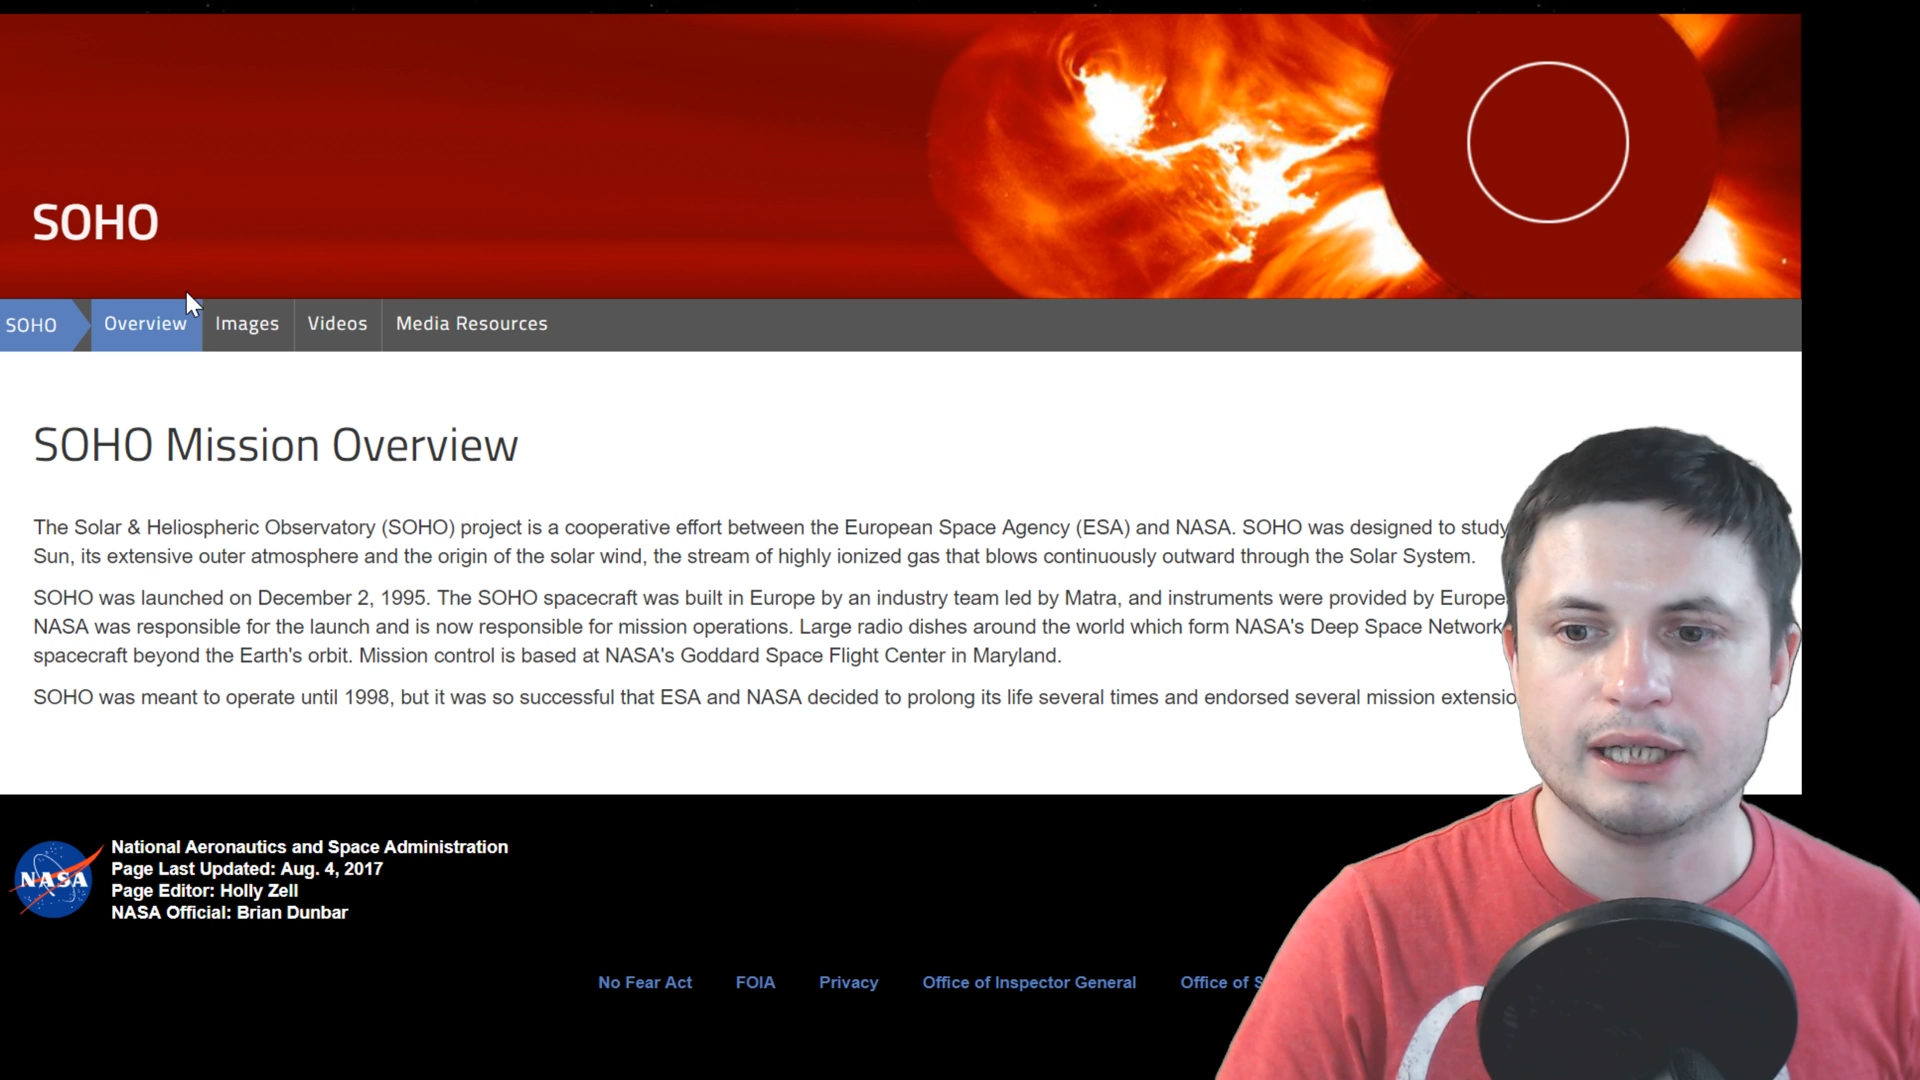 SOHO
SOHO
Overview
Images
Videos
Media Resources
SOHO Mission Overview
The Solar & Heliospheric Observatory (SOHO) project is a cooperative effort between the European Space Agency (ESA) and NASA. SOHO was designed to study
Sun, its extensive outer atmosphere and the origin of the solar wind, the stream of highly ionized gas that blows continuously outward through the Solar System.
SOHO was launched on December 2, 1995. The SOHO spacecraft was built in Europe by an industry team led by Matra, and instruments were provided by
NASA was responsible for the launch and is now responsible for mission operations. Large radio dishes around the world which form NASA's Deep Space Network
spacecraft beyond the Earth's orbit. Mission control is based at NASA's Goddard Space Flight Center in Maryland.
SOHO was meant to operate until 1998, but it was so successful that ESA and NASA decided to prolong its life several times and endorsed several mission
NASA
National Aeronautics and Space Administration
Page Last Updated: Aug. 4, 2017
Page Editor: Holly Zell
NASA Official: Brian Dunbar
No Fear Act
FOIA
Privacy
Office of Inspector General
Office of